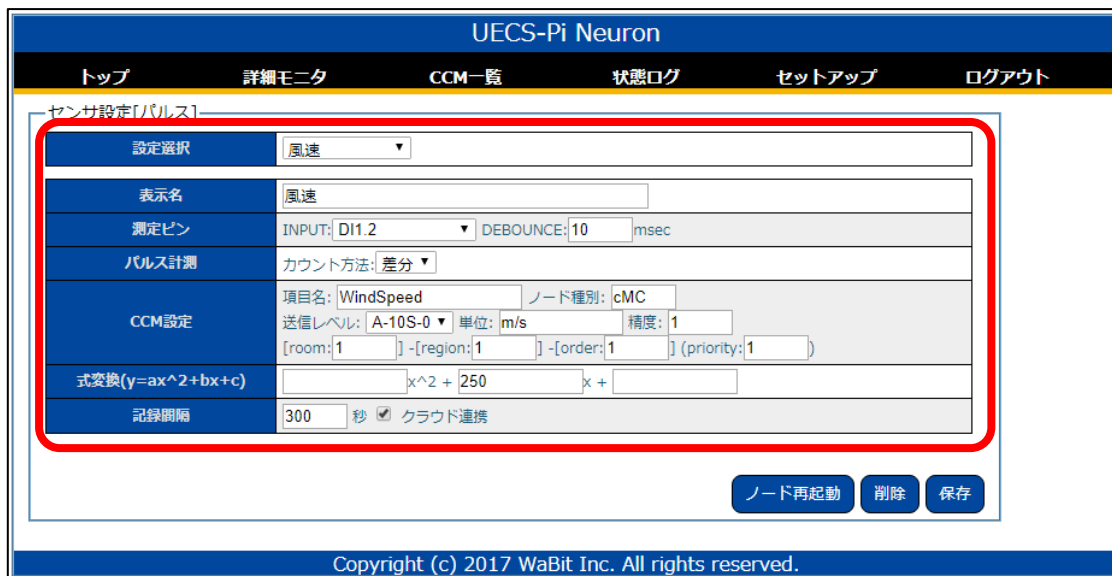 UECS-Pi Neuron
トップ 詳細モニタ CCM一覧 状態ログ セットアップ ログアウト
センサ設定[パルス]
設定選択 風速
表示名 風速
測定ピン INPUT: DI1.2 DEBOUNCE: 10 msec
パルス計測 カウント方法: 差分
CCM設定
項目名: WindSpeed ノード種別: cMC
送信レベル: A-10S-0 単位: m/s 精度: 1
[room: 1 ] -[region: 1 ] -[order: 1 ] (priority: 1 )
式変換(y=ax^2+bx+c) x^2 + 250 x +
記録間隔 300 秒 クラウド連携
ノード再起動 削除 保存
Copyright (c) 2017 WaBit Inc. All rights reserved.